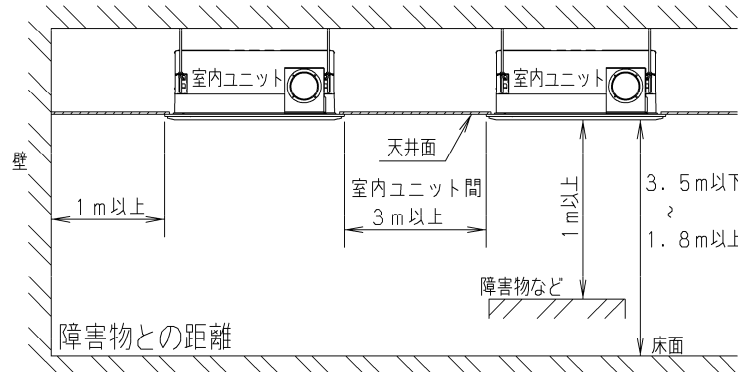 室内ユニット
室内ユニット
壁
天井面
1m以上
室内ユニット間
3m以上
1m以上
3.5m以下
~
1.8m以上
障害物など
障害物との距離
床面